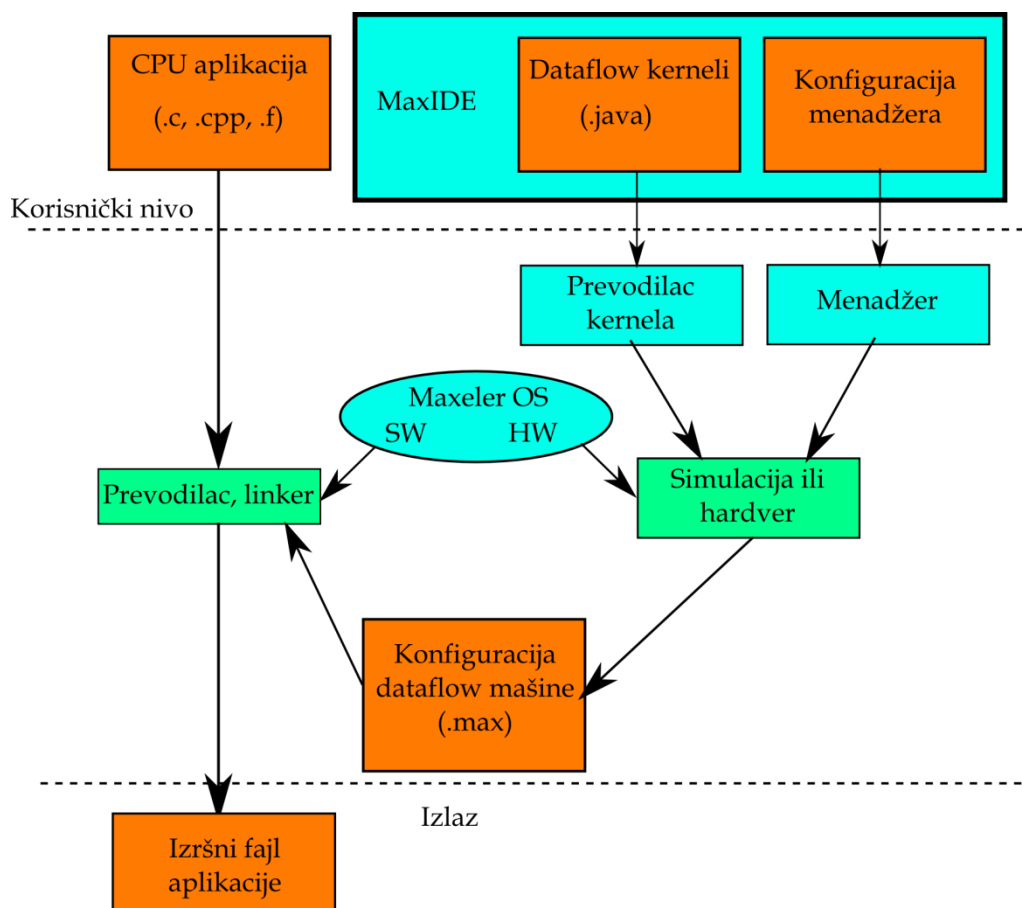 CPU aplikacija
(.c, .cpp, .f)
MaxIDE
Dataflow kerneli
(.java)
Konfiguracija
menadžera
Korisnički nivo
Prevodilac
kernela
Menadžer
Maxeler OS
SW HW
Prevodilac, linker
Simulacija ili
hardver
Konfiguracija
dataflow mašine
(.max)
Izlaz
Izršni fajl
aplikacije